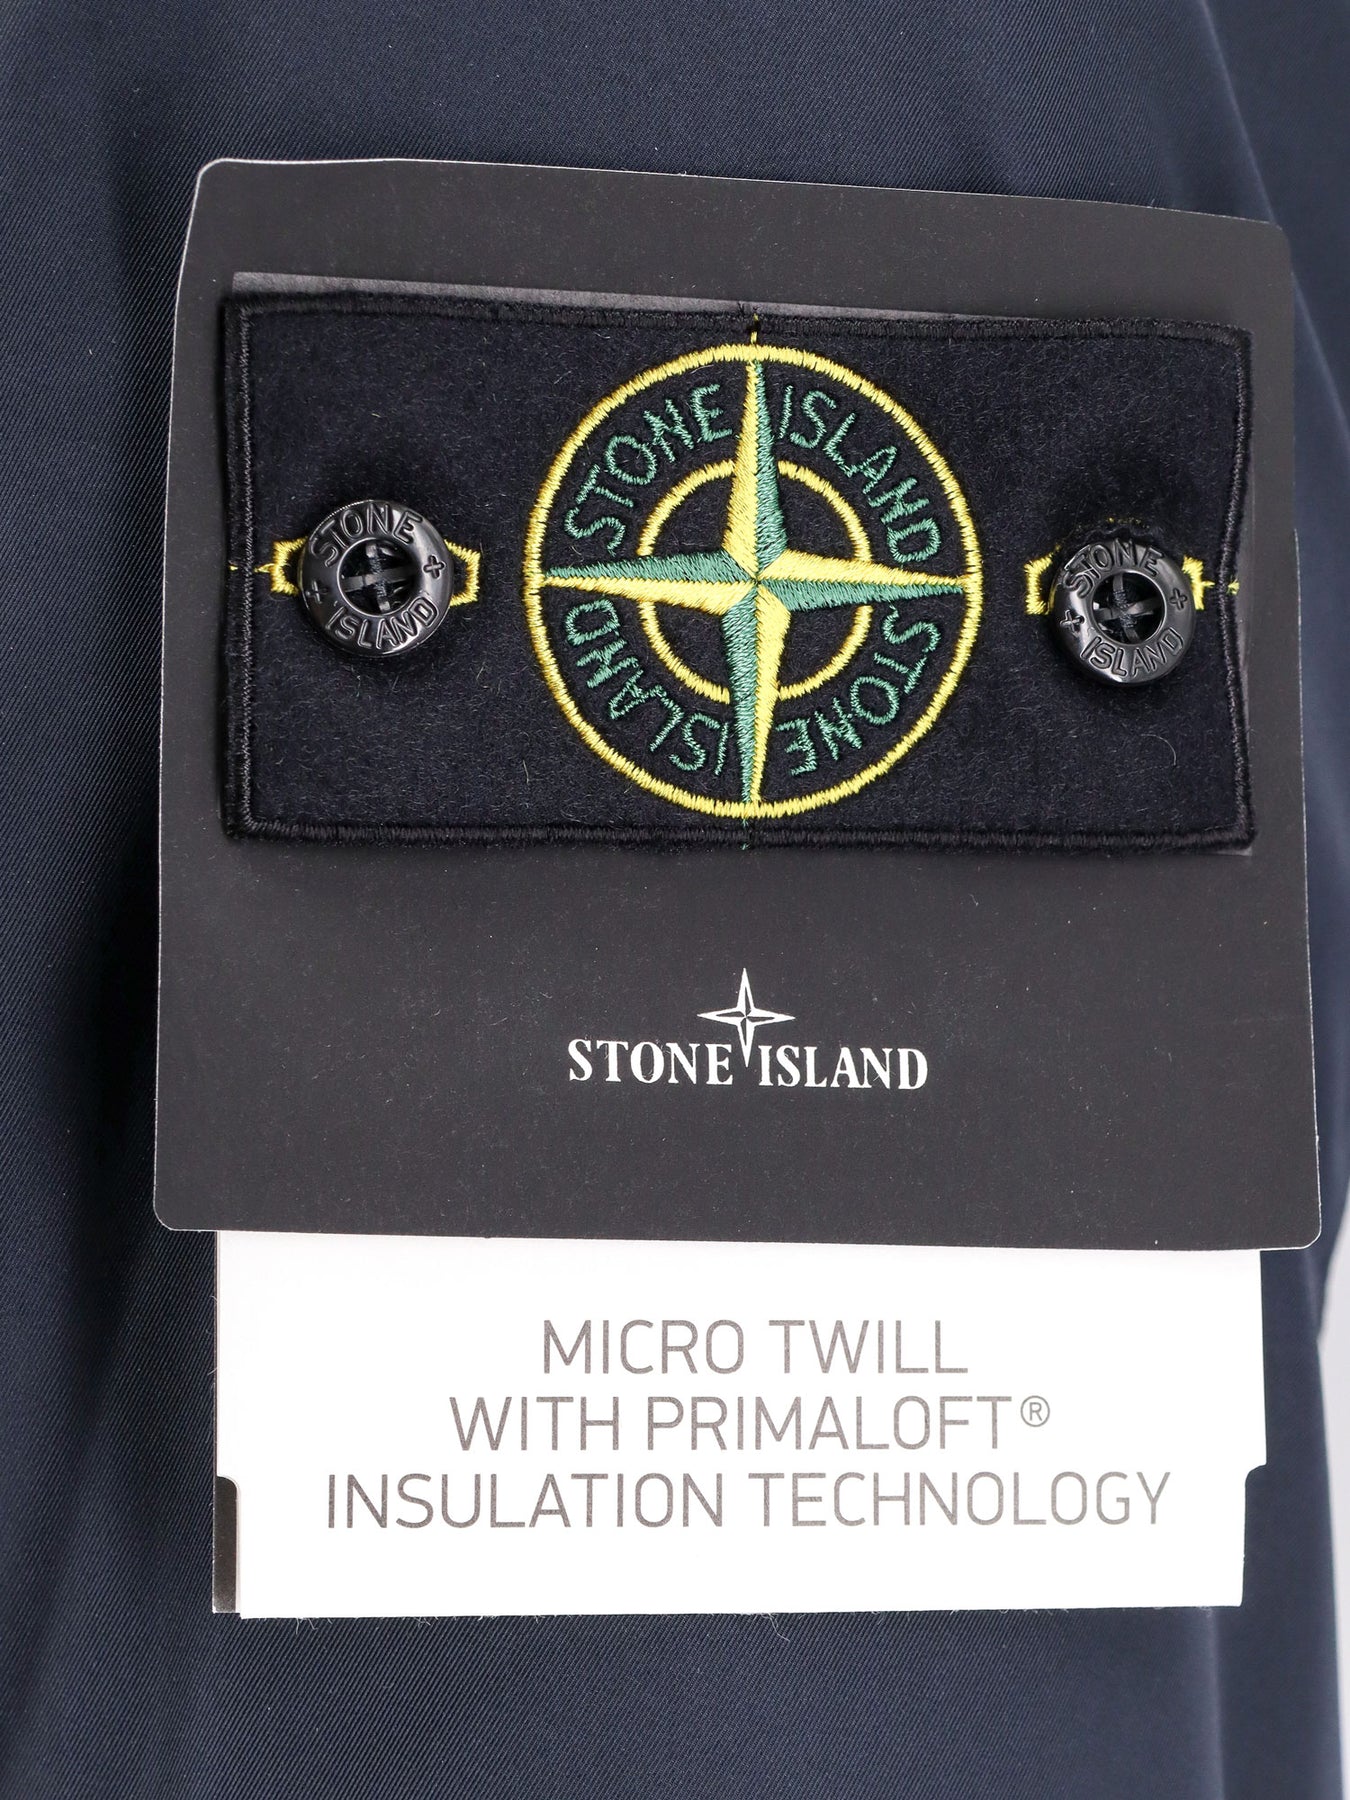 STONE ISLAND
STONE ISLAND
STONE
ISLAND
STONE
ISLAND
STONE ISLAND
MICRO TWILL
WITH PRIMALOFT®
INSULATION TECHNOLOGY